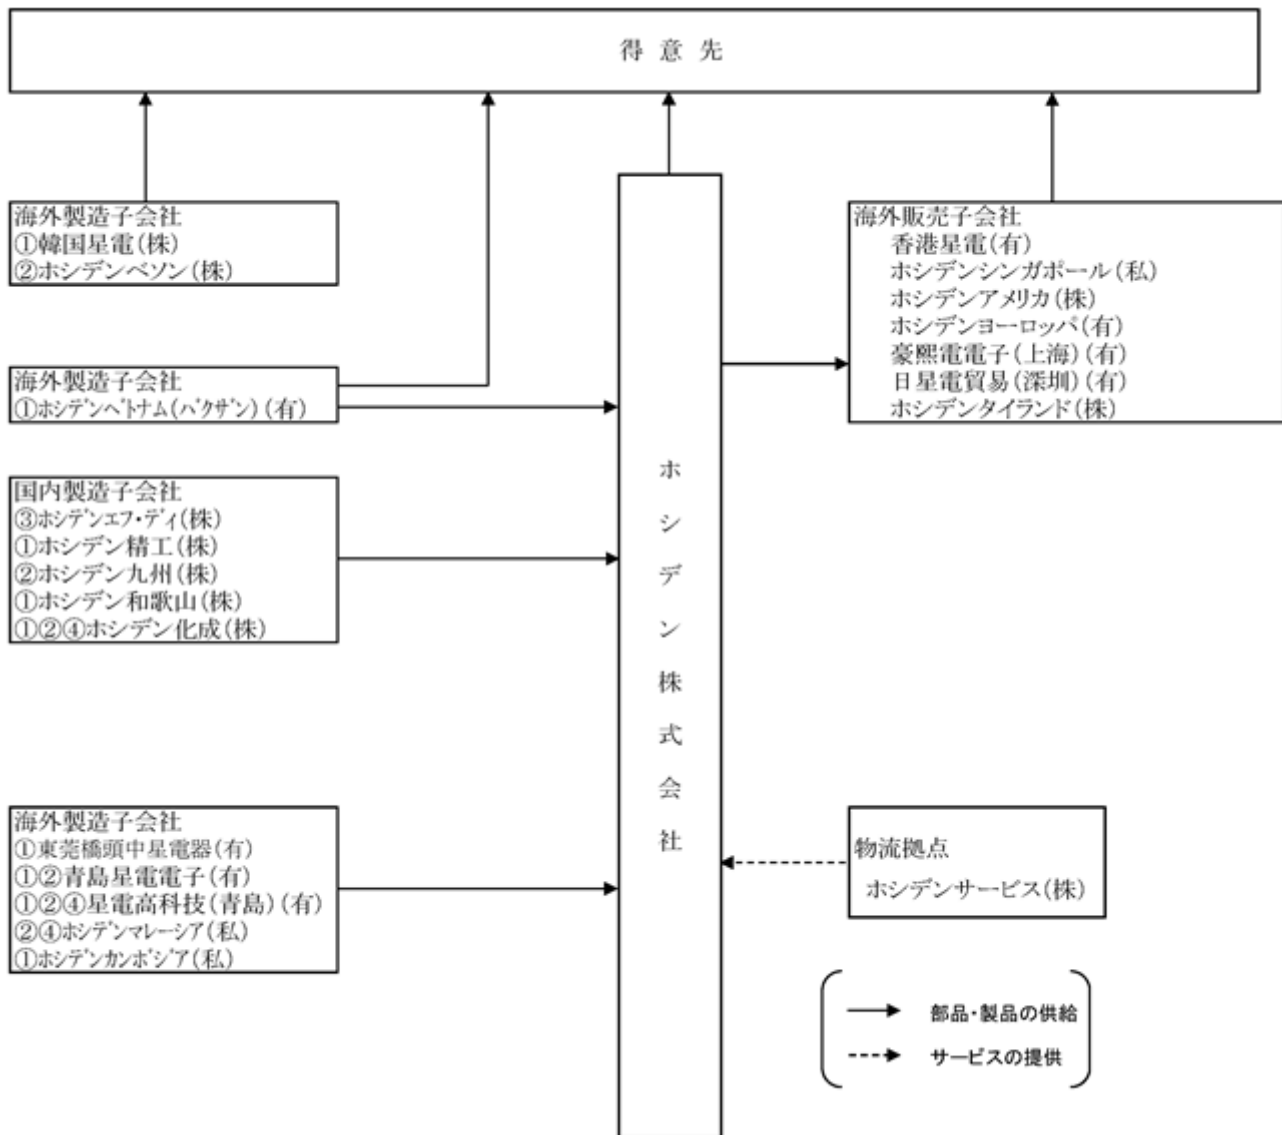 得意先
海外製造子会社
①韓国星電(株)
②ホシデンベソン(株)
海外製造子会社
①ホシデンベトナム(バクザン)(有)
国内製造子会社
③ホシデンエフ・ディ(株)
①ホシデン精工(株)
②ホシデン九州(株)
①ホシデン和歌山(株)
①②④ホシデン化成(株)
海外製造子会社
①東莞橋頭中星電器(有)
①②青島星電電子(有)
①②④星電高科技(青島)(有)
②④ホシデンマレーシア(私)
①ホシデンカンボジア(私)
ホシデン株式会社
海外販売子会社
香港星電(有)
ホシデンシンガポール(私)
ホシデンアメリカ(株)
ホシデンヨーロッパ(有)
豪熙電電子(上海)(有)
日星電貿易(深圳)(有)
ホシデンタイランド(株)
物流拠点
ホシデンサービス(株)
部品・製品の供給
サービスの提供